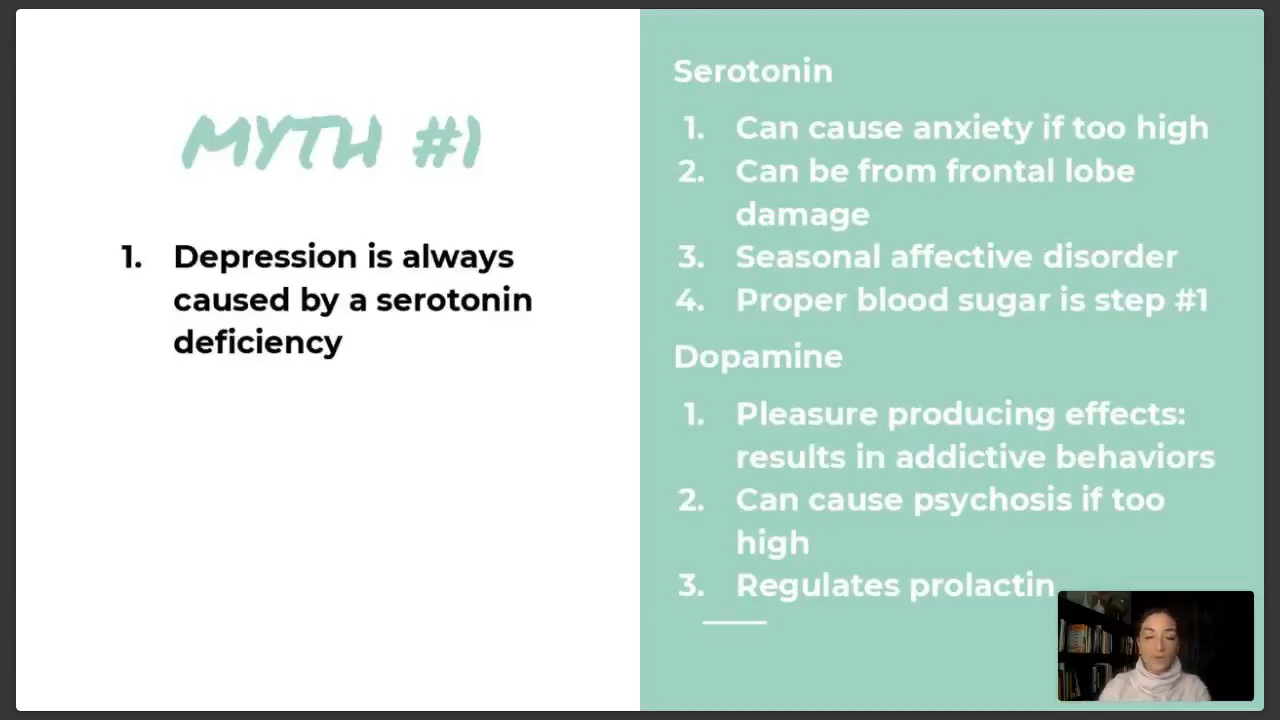 MYTH #1
1. Depression is always
caused by a serotonin
deficiency
Serotonin
1. Can cause anxiety if too high
2. Can be from frontal lobe
damage
3. Seasonal affective disorder
4. Proper blood sugar is step #1
Dopamine
1. Pleasure producing effects:
results in addictive behaviors
2. Can cause psychosis if too
high
3. Regulates prolactin